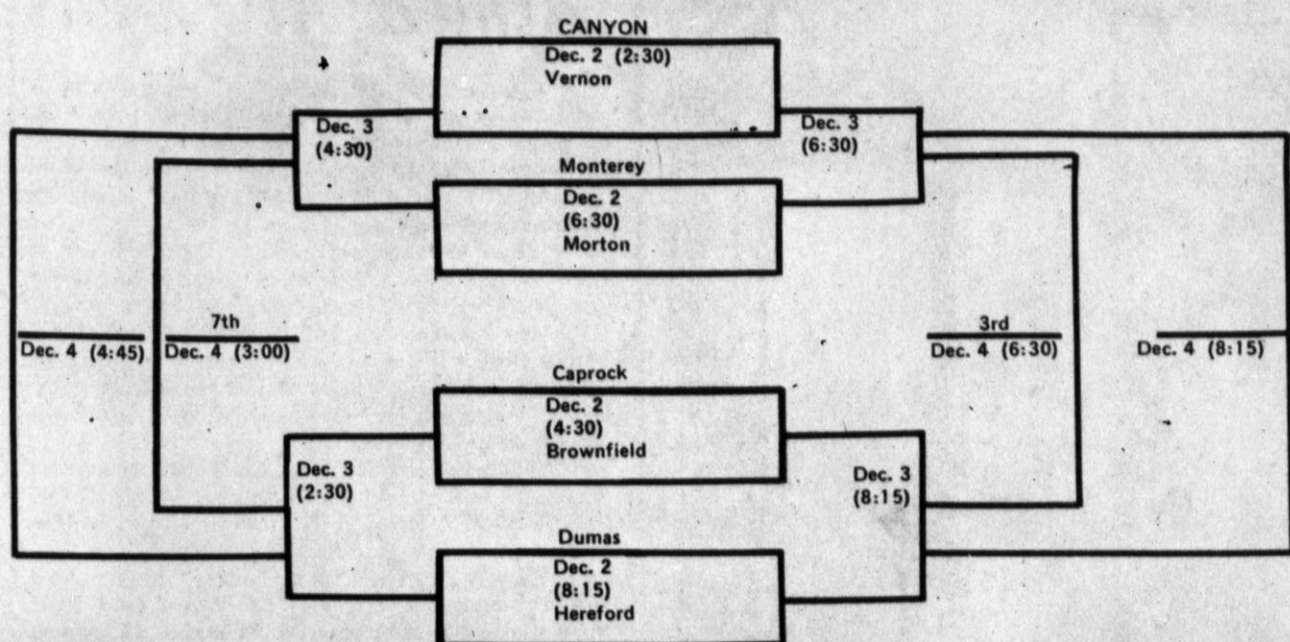 CANYON
Dec. 2 (2:30)
Vernon
Dec. 3
(4:30)
Dec. 3
(6:30)
Monterey
Dec. 2
(6:30)
Morton
Dec. 4 (4:45)
7th
Dec. 4 (3:00)
3rd
Dec. 4 (6:30)
Dec. 4 (8:15)
Caprock
Dec. 2
(4:30)
Brownfield
Dec. 3
(2:30)
Dec. 3
(8:15)
Dumas
Dec. 2
(8:15)
Hereford